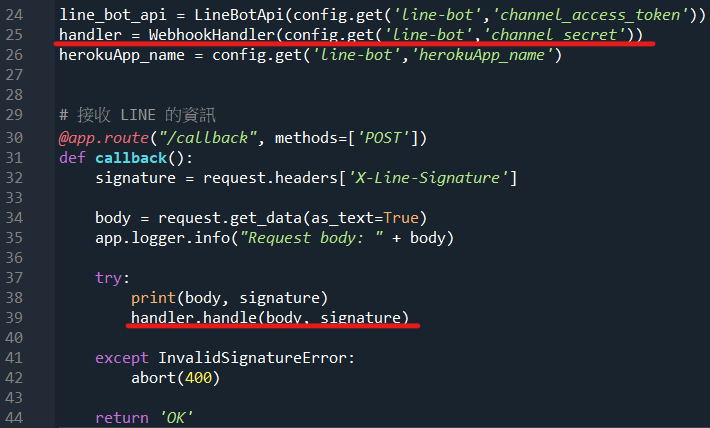 24 line_bot_api = LineBotApi(config.get('line-bot','channel_access_token'))
25 handler = WebhookHandler(config.get('line-bot','channel_secret'))
26 herokuApp_name = config.get('line-bot','herokuApp_name')
27
28
29 # 接收 LINE 的資訊
30 @app.route("/callback", methods=['POST'])
31 def callback():
32     signature = request.headers['X-Line-Signature']
33
34     body = request.get_data(as_text=True)
35     app.logger.info("Request body: " + body)
36
37     try:
38         print(body, signature)
39         handler.handle(body, signature)
40
41     except InvalidSignatureError:
42         abort(400)
43
44     return 'OK'